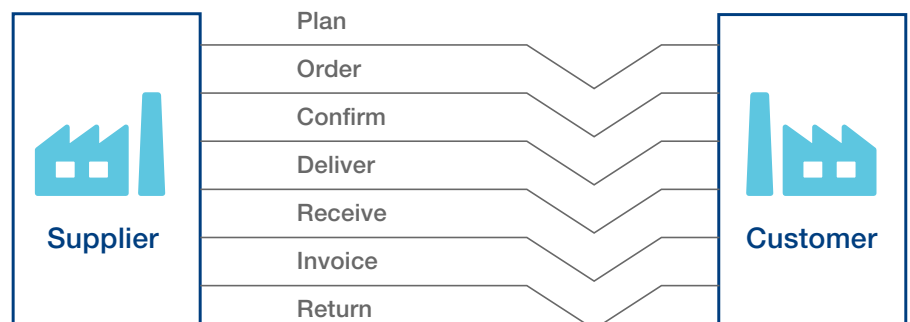 Plan
Order
Confirm
Deliver
Receive
Invoice
Return
Supplier
Customer